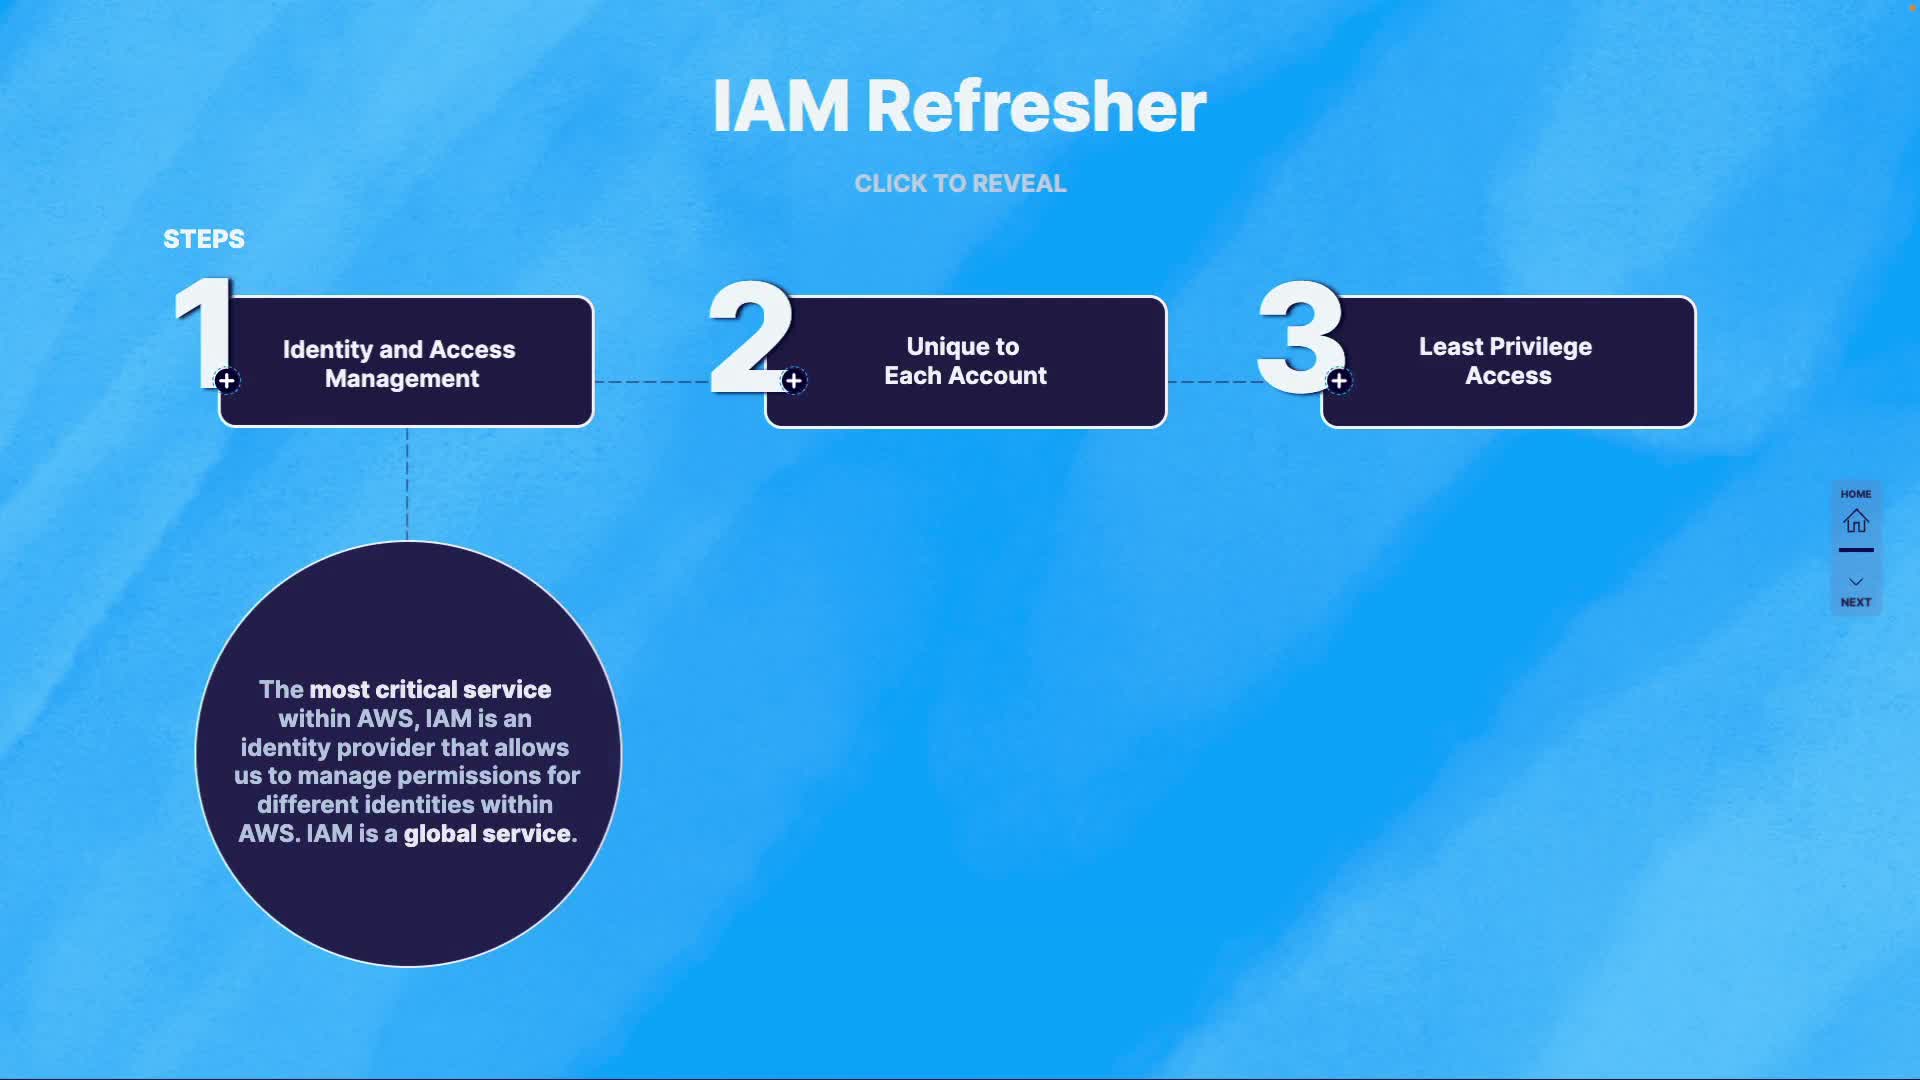 IAM Refresher
CLICK TO REVEAL
STEPS
1
Identity and Access
Management
2
Unique to
Each Account
3
Least Privilege
Access
The most critical service
within AWS, IAM is an
identity provider that allows
us to manage permissions for
different identities within
AWS. IAM is a global service.
HOME
NEXT